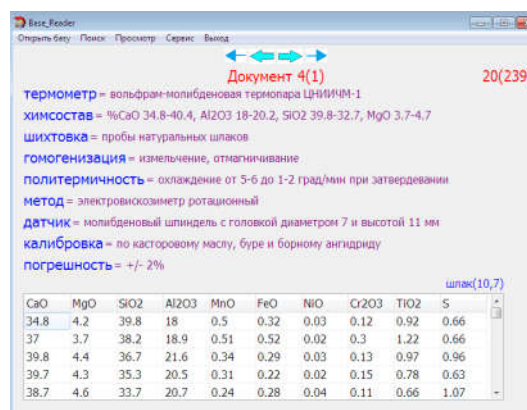 Base_Reader
Открыть базу Поиск Просмотр Сервис Выход
Документ 4(1) 20(239
термометр = вольфрам-молибденовая термопара ЦНИИЧМ-1
химсостав = %CaO 34.8-40.4, Al2O3 18-20.2, SiO2 39.8-32.7, MgO 3.7-4.7
шихтовка = пробы натуральных шлаков
гомогенизация = измельчение, отмагничивание
политермичность = охлаждение от 5-6 до 1-2 град/мин при затвердевании
метод = электровискозиметр ротационный
датчик = молибденовый шпиндель с головкой диаметром 7 и высотой 11 мм
калибровка = по касторовому маслу, буре и борному ангидриду
погрешность = +/- 2%
шлак(10,7)
CaO MgO SiO2 Al2O3 MnO FeO NiO Cr2O3 TiO2 S
34.8 4.2 39.8 18 0.5 0.32 0.03 0.12 0.92 0.66
37 3.7 38.2 18.9 0.51 0.52 0.02 0.3 1.22 0.66
39.8 4.4 36.7 21.6 0.34 0.29 0.03 0.13 0.97 0.96
39.7 4.3 35.3 20.5 0.31 0.22 0.02 0.15 0.78 0.63
38.7 4.6 33.7 20.7 0.24 0.28 0.04 0.11 0.66 1.07